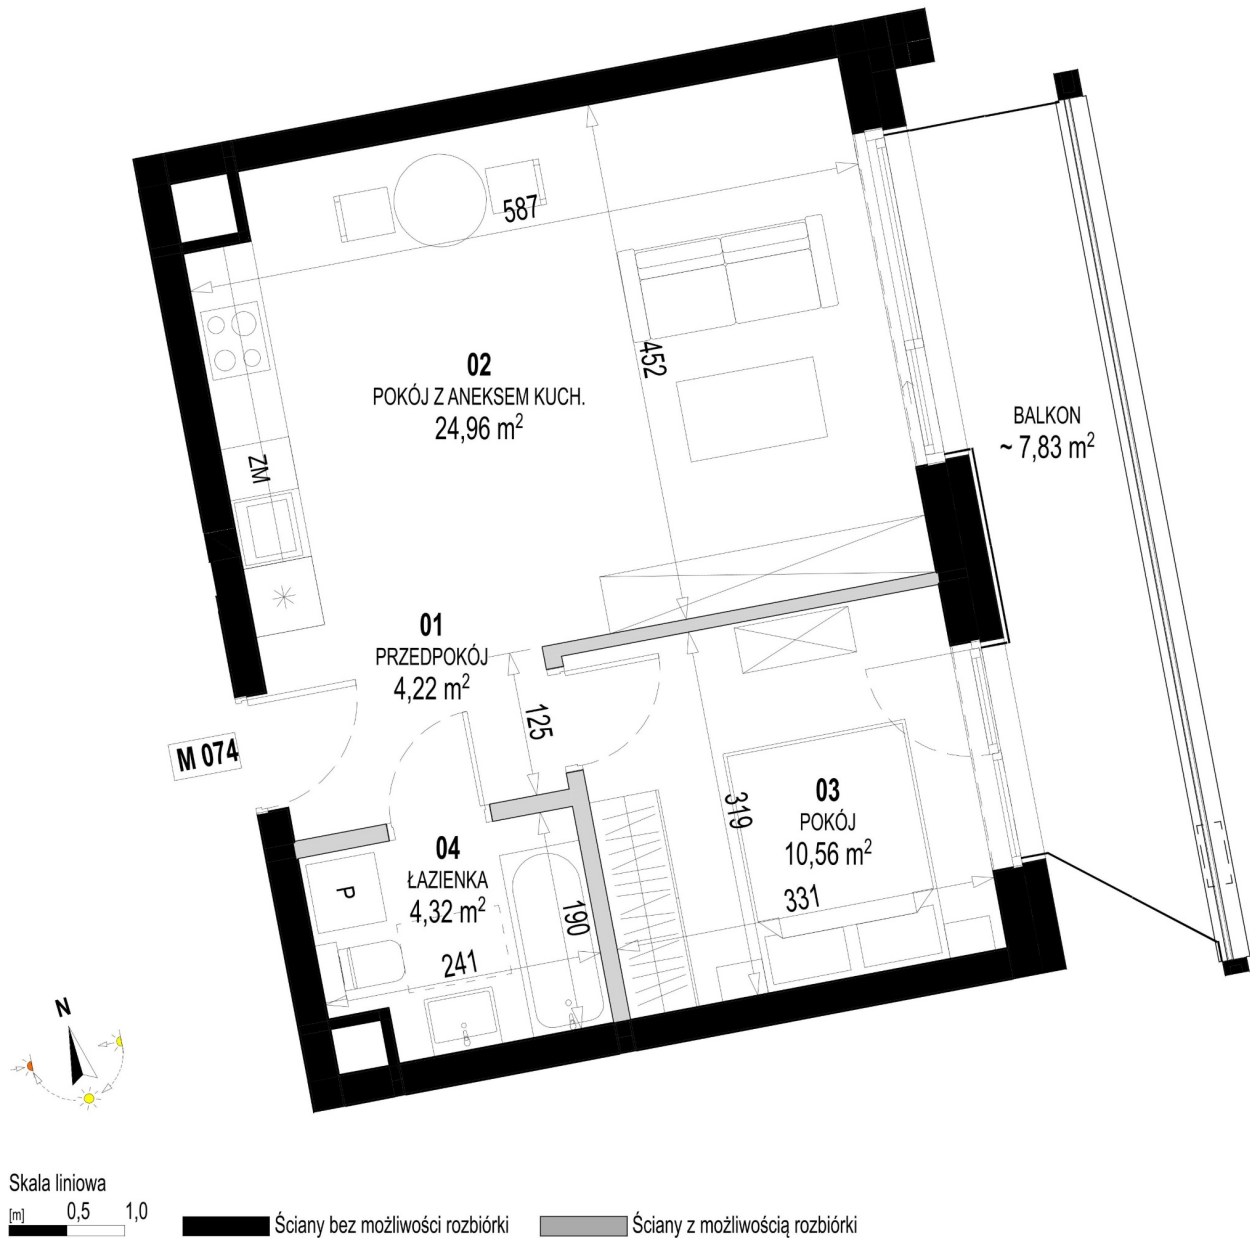 587
02
POKÓJ Z ANEKSEM KUCH.
24,96 m²
452
BALKON
~ 7,83 m²
ZM
01
PRZEDPOKÓJ
4,22 m²
125
M 074
319
03
POKÓJ
10,56 m²
331
04
ŁAZIENKA
4,32 m²
P
190
241
N
Skala liniowa
[m] 0,5 1,0
Ściany bez możliwości rozbiórki
Ściany z możliwością rozbiórki